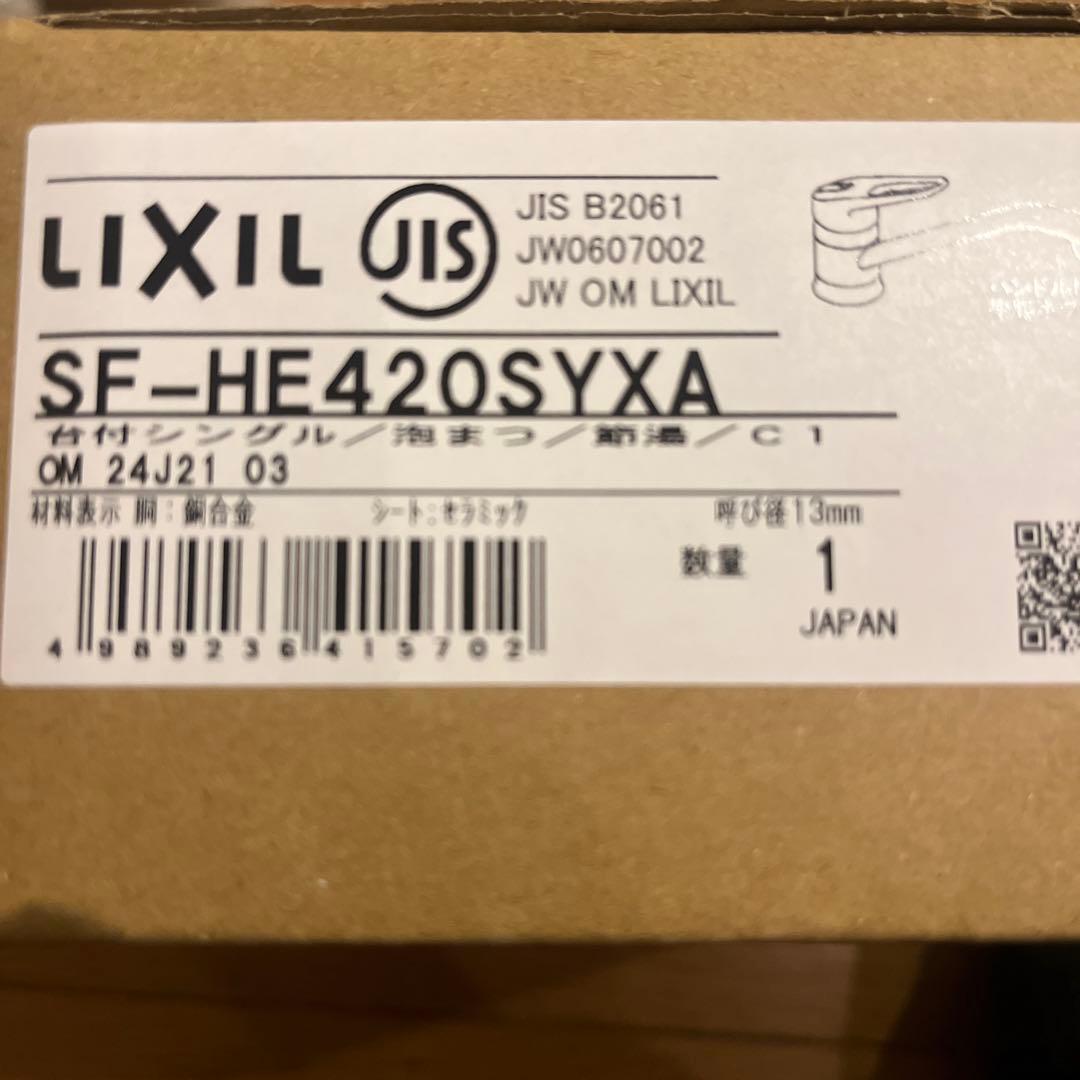 LIXIL JIS
JIS B2061
JW0607002
JW OM LIXIL
SF-HE420SYXA
台付シングル/泡まつ/節湯/C1
OM 24J21 03
材料表示 胴:銅合金 シート:セラミック 呼び径13mm
数量 1
JAPAN
4 989236 415702